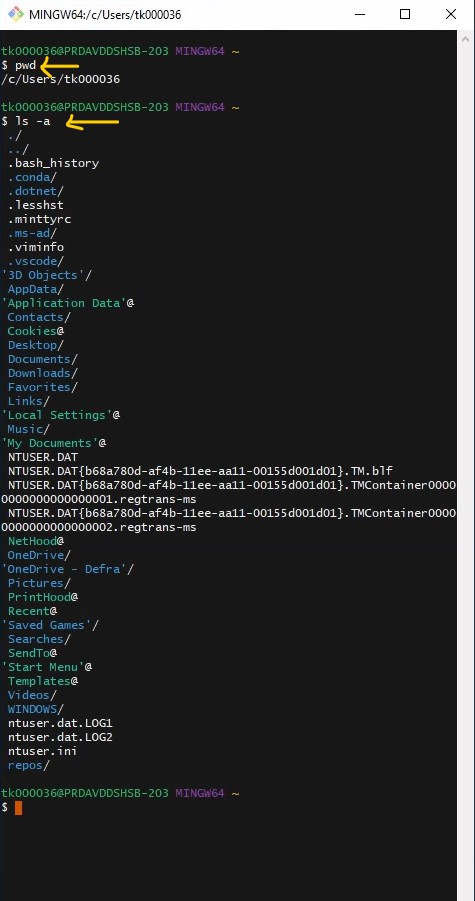 MINGW64:/c/Users/tk000036
tk000036@PRDAVDDSHSB-203 MINGW64 ~
$ pwd
/c/Users/tk000036
tk000036@PRDAVDDSHSB-203 MINGW64 ~
$ ls -a
./
../
.bash_history
.conda/
.dotnet/
.lesshst
.minttyrc
.ms-ad/
.viminfo
.vscode/
'3D Objects'/
AppData/
'Application Data'@
Contacts/
Cookies@
Desktop/
Documents/
Downloads/
Favorites/
Links/
'Local Settings'@
Music/
'My Documents'@
NTUSER.DAT
NTUSER.DAT{b68a780d-af4b-11ee-aa11-00155d001d01}.TM.blf
NTUSER.DAT{b68a780d-af4b-11ee-aa11-00155d001d01}.TMContainer0000
0000000000000001.regtrans-ms
NTUSER.DAT{b68a780d-af4b-11ee-aa11-00155d001d01}.TMContainer0000
0000000000000002.regtrans-ms
NetHood@
OneDrive/
'OneDrive - Defra'/
Pictures/
PrintHood@
Recent@
'Saved Games'/
Searches/
SendTo@
'Start Menu'@
Templates@
Videos/
WINDOWS/
ntuser.dat.LOG1
ntuser.dat.LOG2
ntuser.ini
repos/
tk000036@PRDAVDDSHSB-203 MINGW64 ~
$